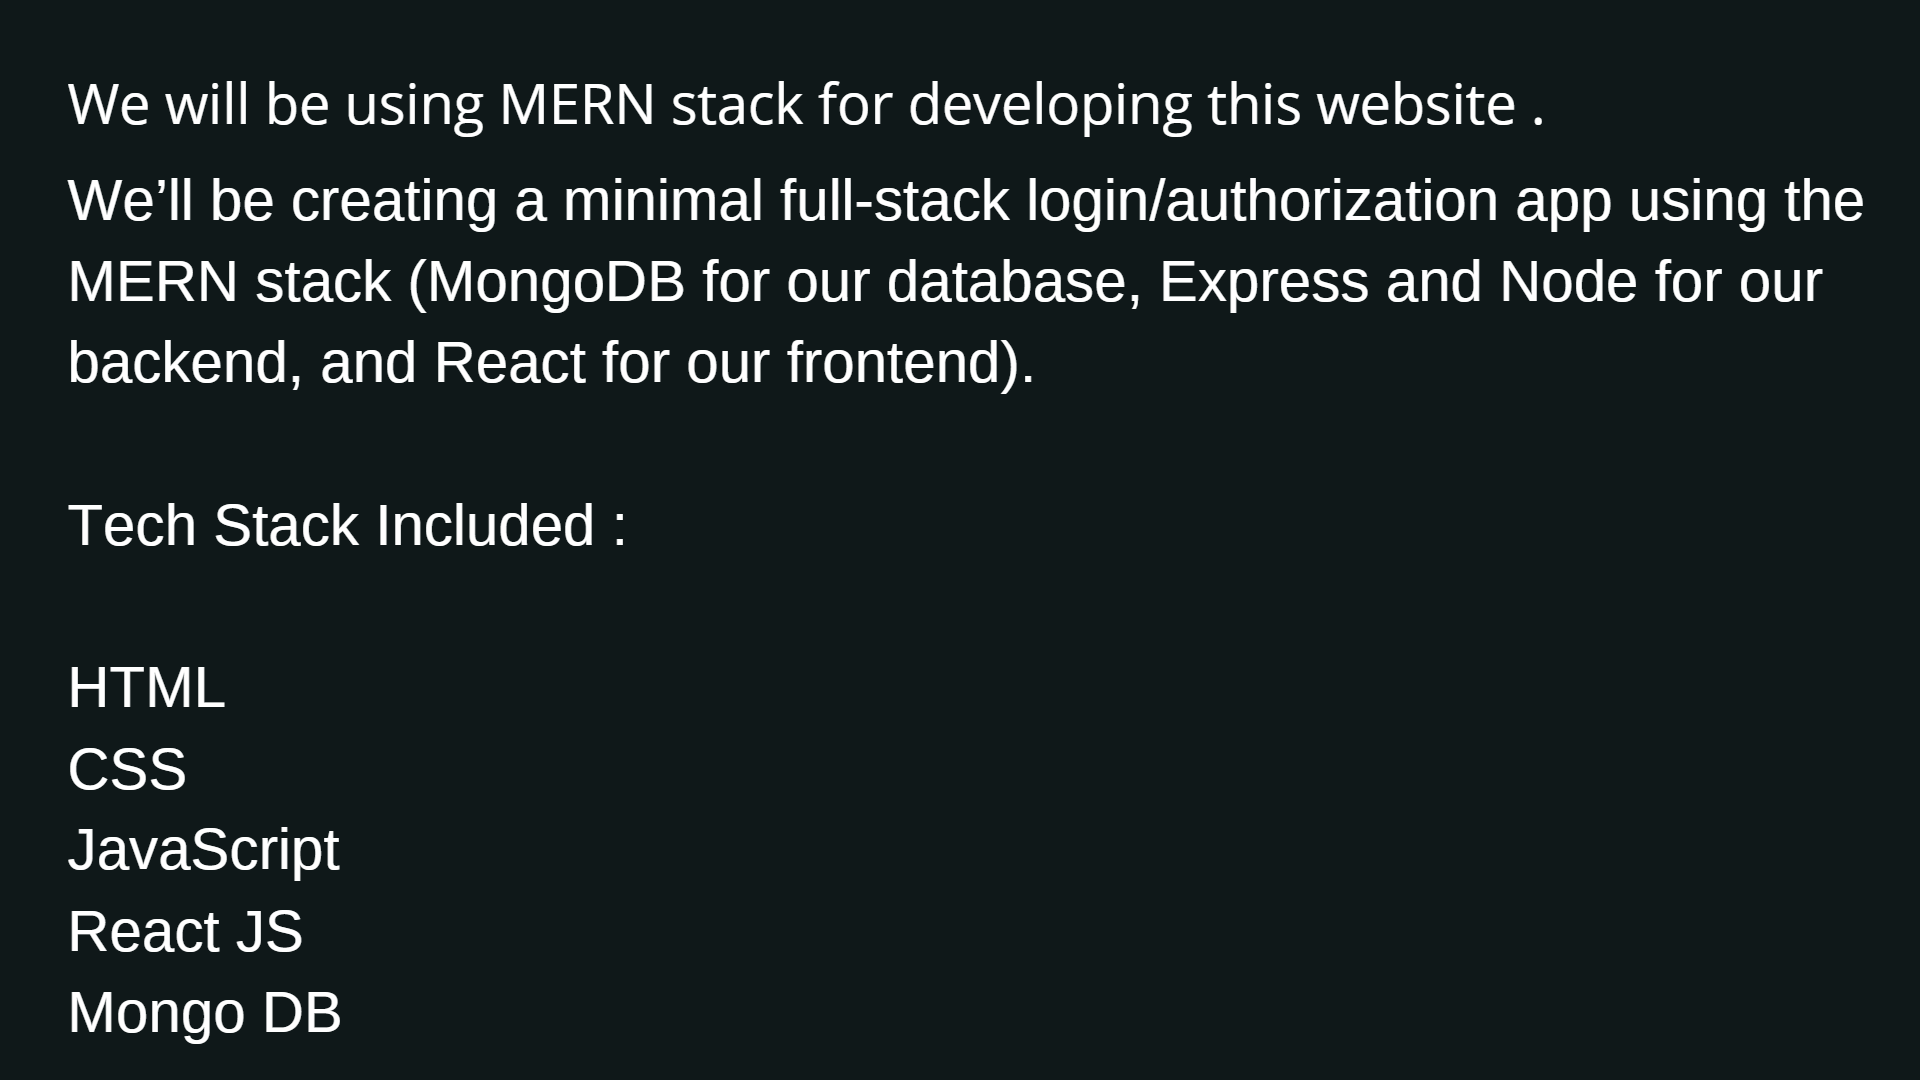 We will be using MERN stack for developing this website .
We’ll be creating a minimal full-stack login/authorization app using the
MERN stack (MongoDB for our database, Express and Node for our
backend, and React for our frontend).
Tech Stack Included :
HTML
CSS
JavaScript
React JS
Mongo DB